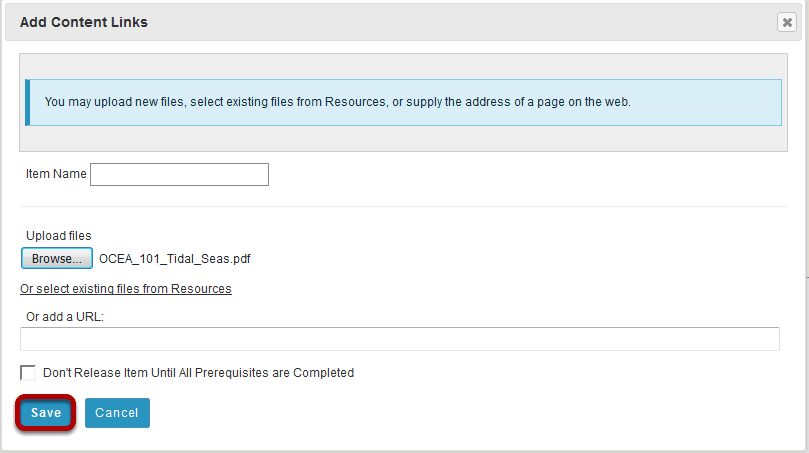 Add Content Links
You may upload new files, select existing files from Resources, or supply the address of a page on the web.
Item Name
Upload files
Browse... OCEA_101_Tidal_Seas.pdf
Or select existing files from Resources
Or add a URL:
Don't Release Item Until All Prerequisites are Completed
Save Cancel